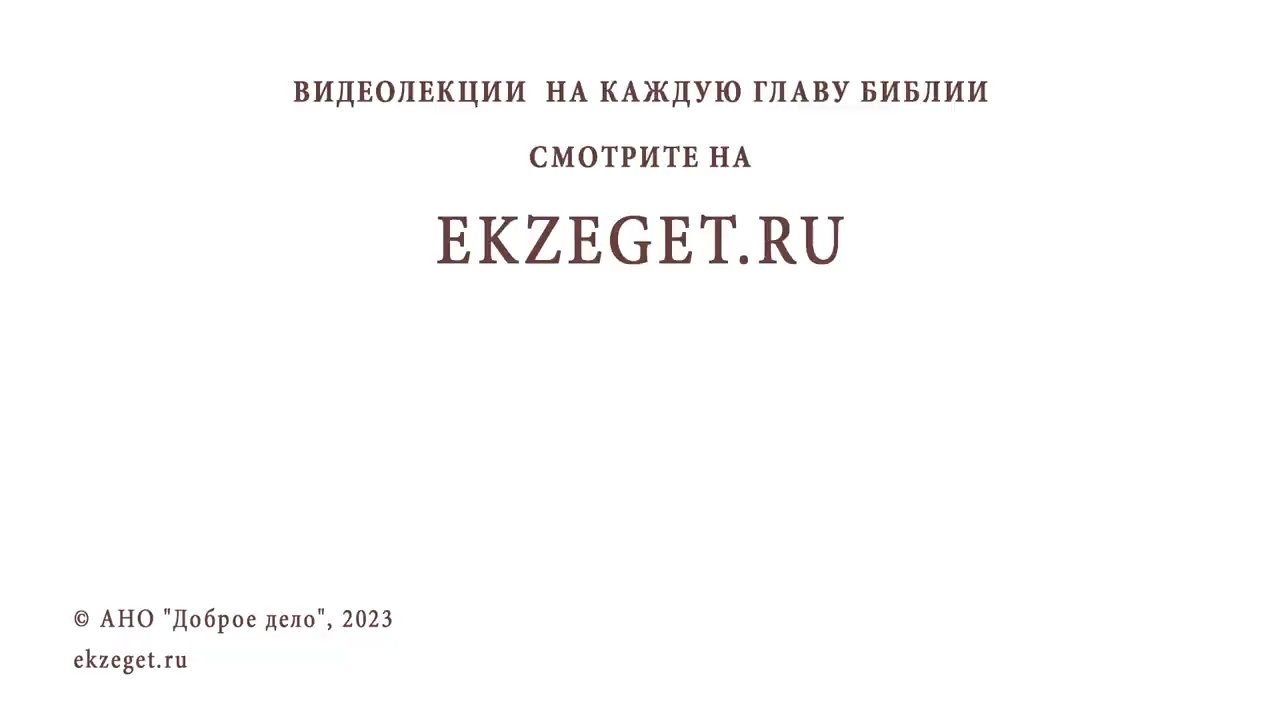 ВИДЕОЛЕКЦИИ НА КАЖДУЮ ГЛАВУ БИБЛИИ
СМОТРИТЕ НА
EKZEGET.RU
© АНО "Доброе дело", 2023
ekzeget.ru